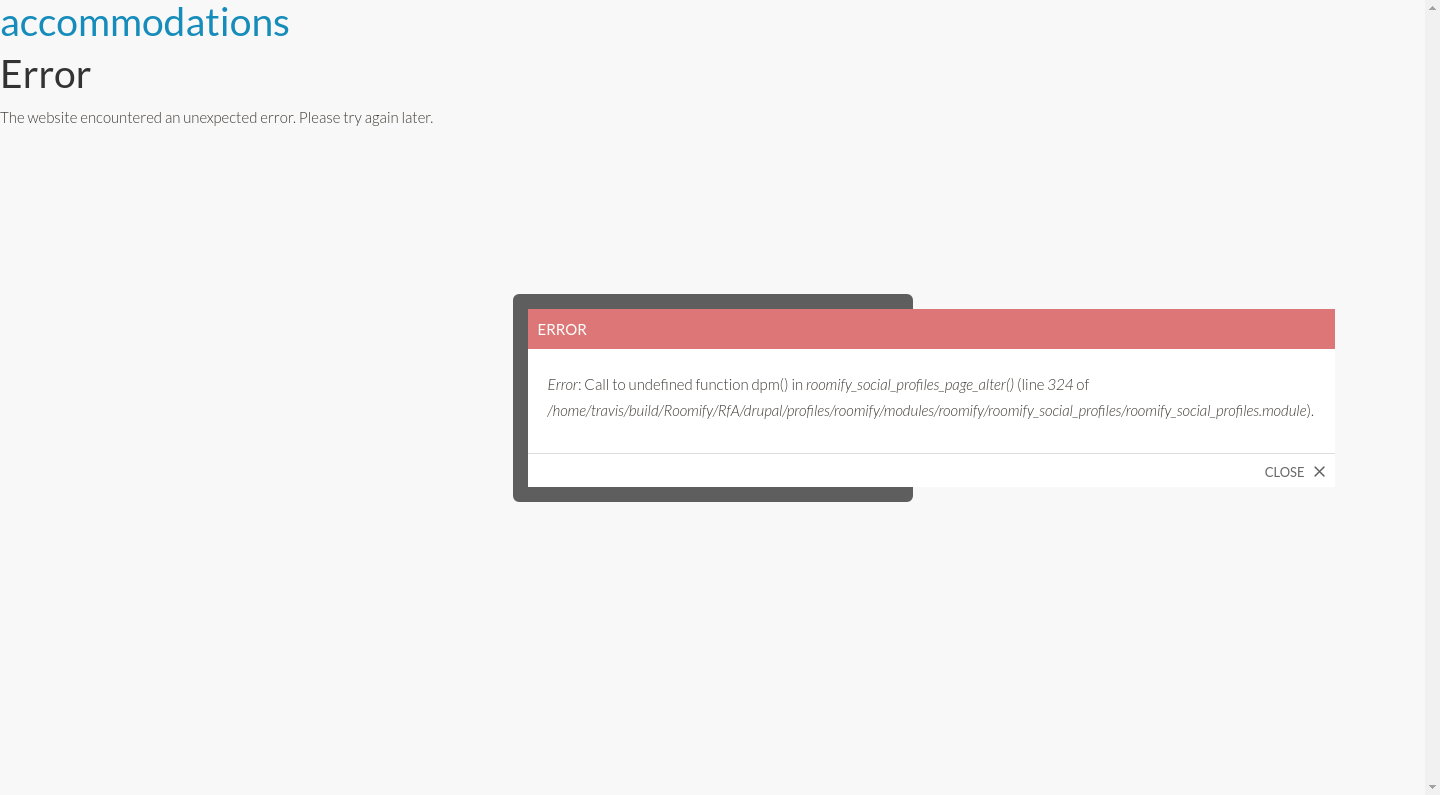 accommodations
Error
The website encountered an unexpected error. Please try again later.
ERROR
Error: Call to undefined function dpm() in roomify_social_profiles_page_alter() (line 324 of
/home/travis/build/Roomify/RfA/drupal/profiles/roomify/modules/roomify/roomify_social_profiles/roomify_social_profiles.module).
CLOSE